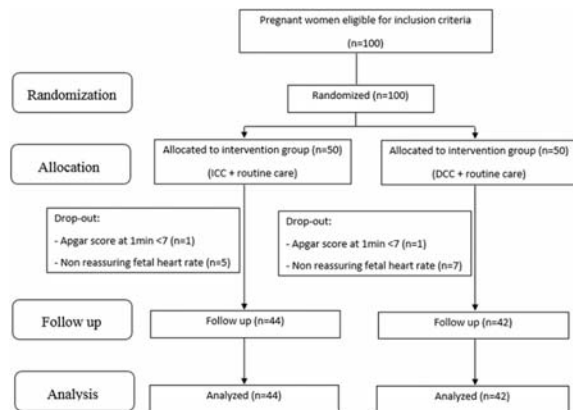 Pregnant women eligible for inclusion criteria
(n=100)
Randomization
Randomized (n=100)
Allocation
Allocated to intervention group (n=50)
(ICC + routine care)
Allocated to intervention group (n=50)
(DCC + routine care)
Drop-out:
- Apgar score at 1min <7 (n=1)
- Non reassuring fetal heart rate (n=5)
Drop-out:
- Apgar score at 1min <7 (n=1)
- Non reassuring fetal heart rate (n=7)
Follow up
Follow up (n=44)
Follow up (n=42)
Analysis
Analyzed (n=44)
Analyzed (n=42)